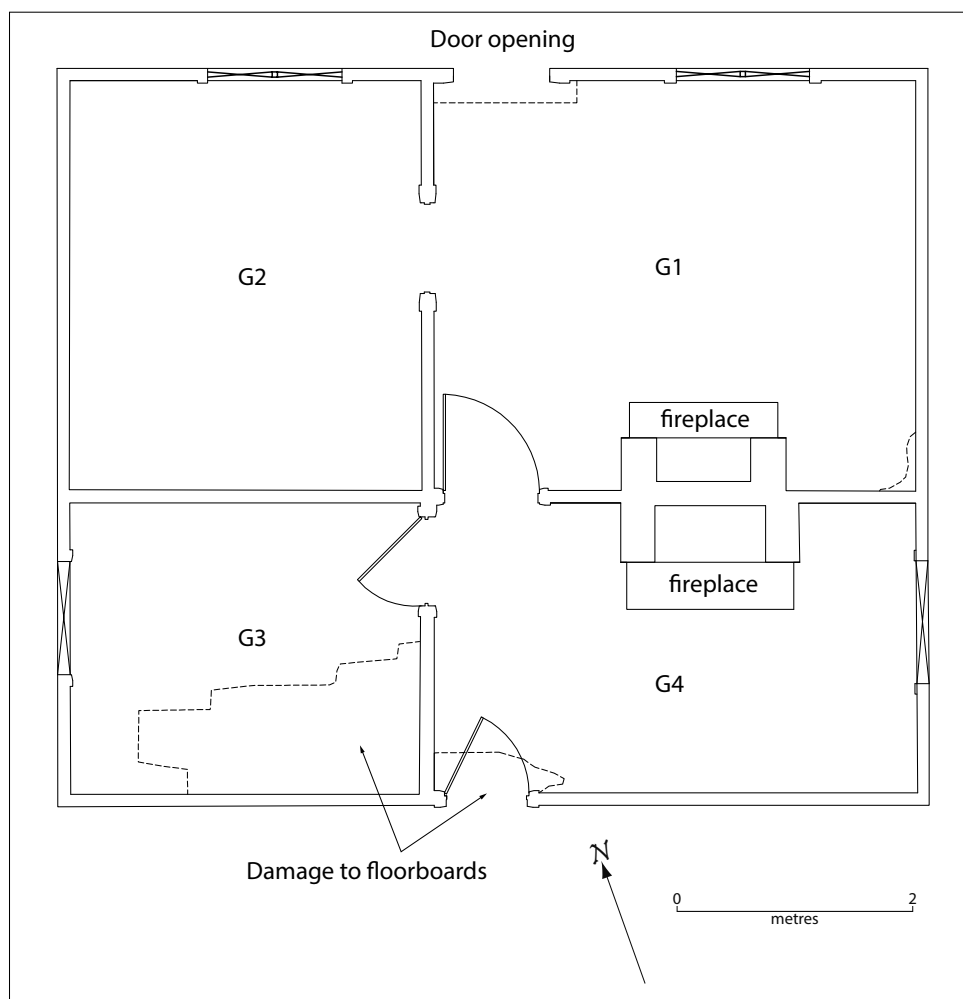 Door opening
G2
G1
fireplace
fireplace
G3
G4
Damage to floorboards
N
0 2
metres